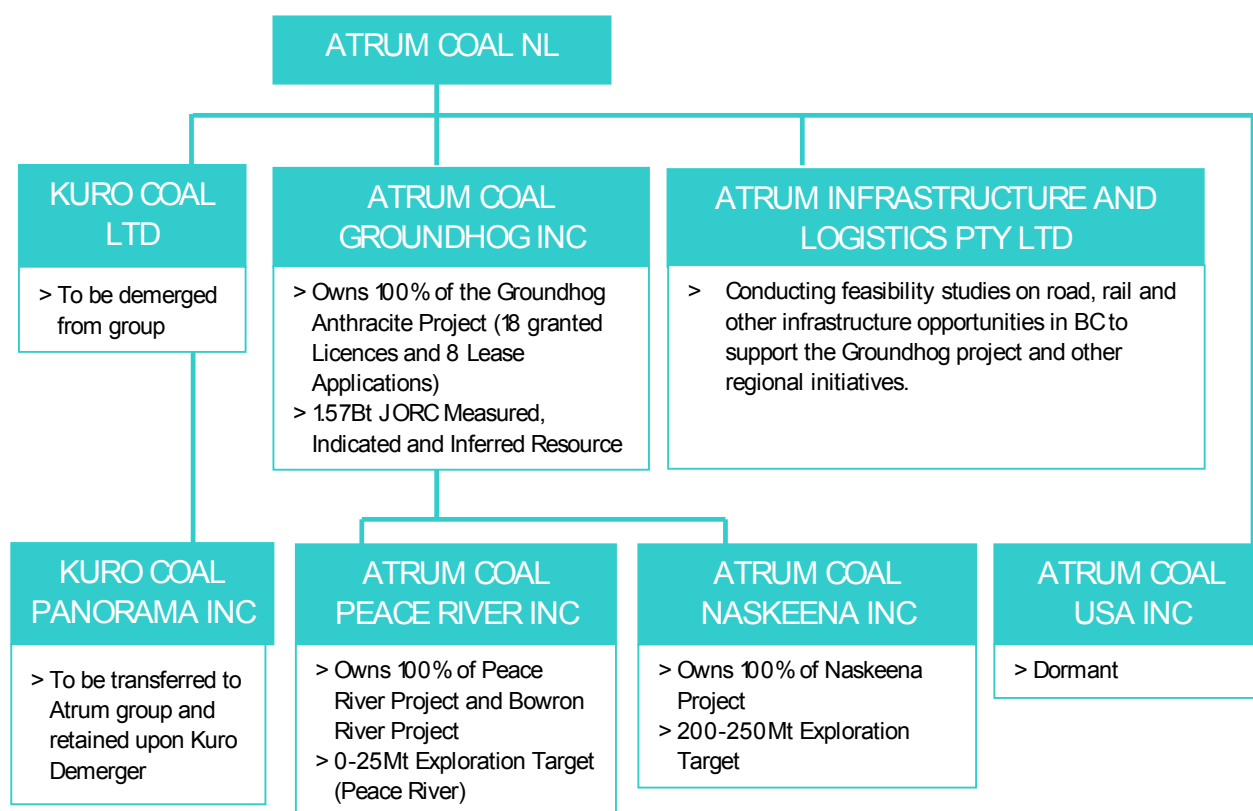 ATRUM COAL NL
KURO COAL
LTD
> To be demerged
from group
ATRUM COAL
GROUNDHOG INC
> Owns 100% of the Groundhog
Anthracite Project (18 granted
Licences and 8 Lease
Applications)
> 1.57Bt JORC Measured,
Indicated and Inferred Resource
ATRUM INFRASTRUCTURE AND
LOGISTICS PTY LTD
> Conducting feasibility studies on road, rail and
other infrastructure opportunities in BC to
support the Groundhog project and other
regional initiatives.
KURO COAL
PANORAMA INC
> To be transferred to
Atrum group and
retained upon Kuro
Demerger
ATRUM COAL
PEACE RIVER INC
> Owns 100% of Peace
River Project and Bowron
River Project
> 0-25Mt Exploration Target
(Peace River)
ATRUM COAL
NASKEENA INC
> Owns 100% of Naskeena
Project
> 200-250Mt Exploration
Target
ATRUM COAL
USA INC
> Dormant